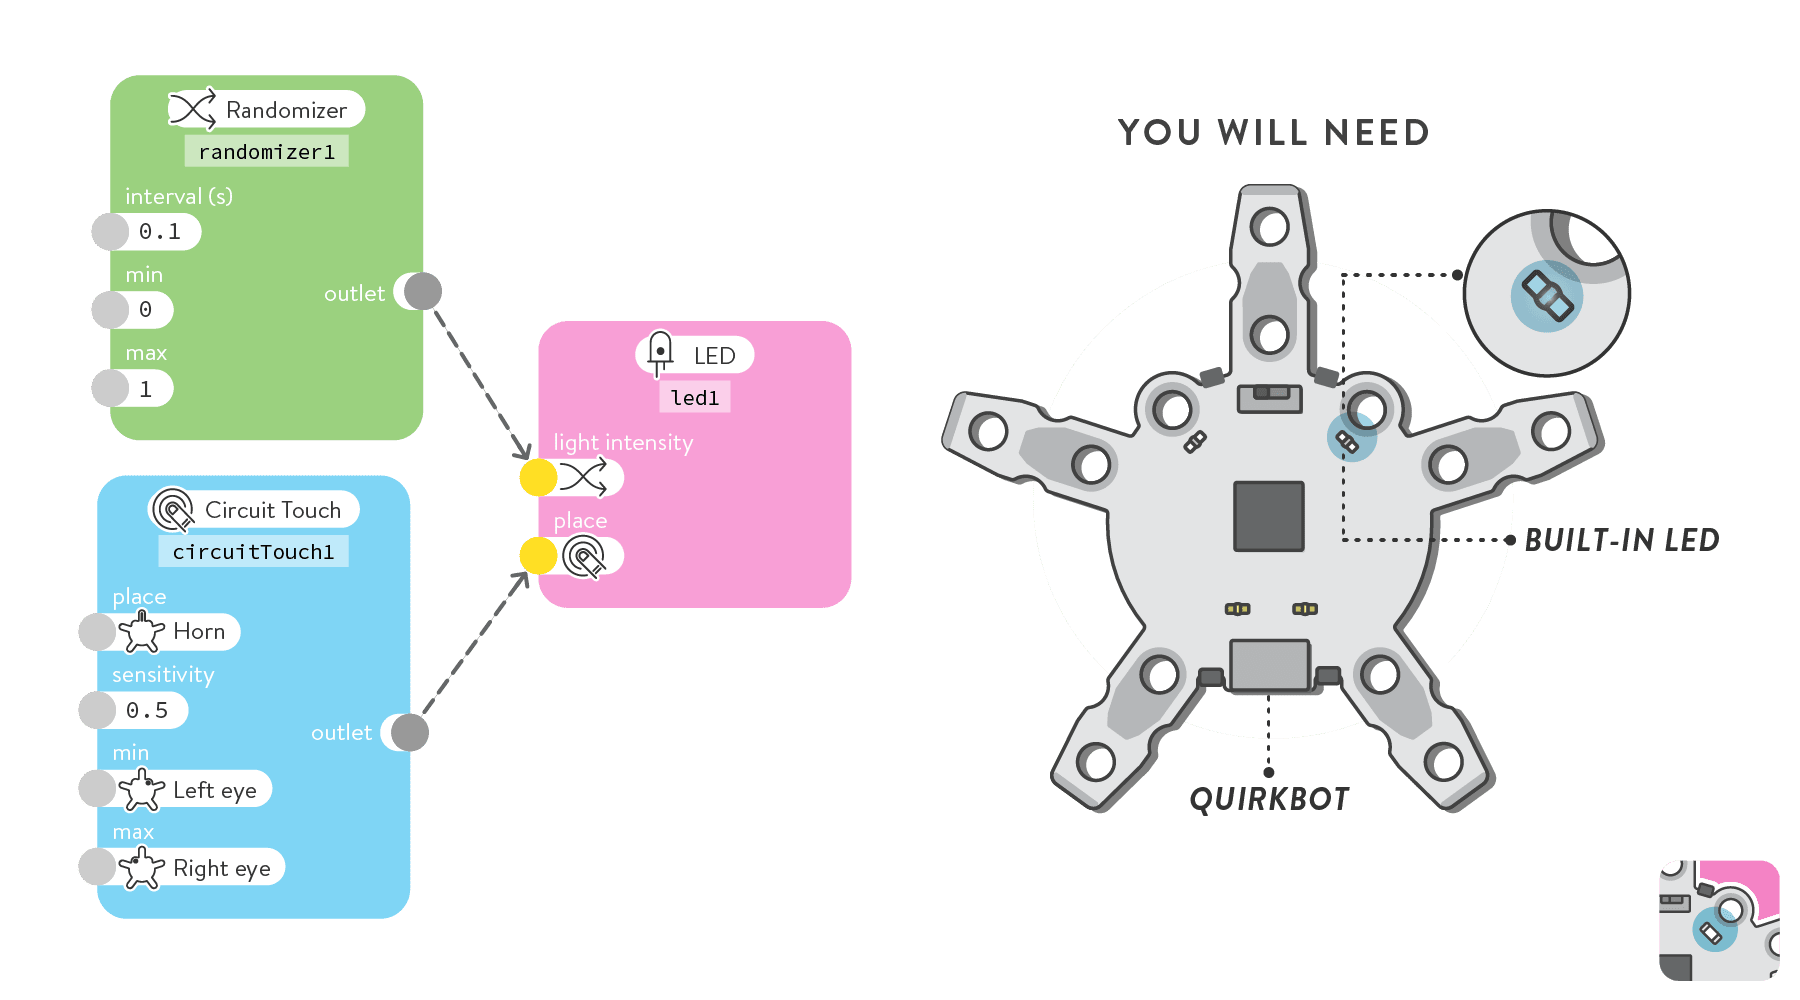 Randomizer
randomizer1
interval (s)
0.1
min
0
max
1
outlet
Circuit Touch
circuitTouch1
place
Horn
sensitivity
0.5
min
Left eye
max
Right eye
outlet
LED
led1
light intensity
place
YOU WILL NEED
BUILT-IN LED
QUIRKBOT